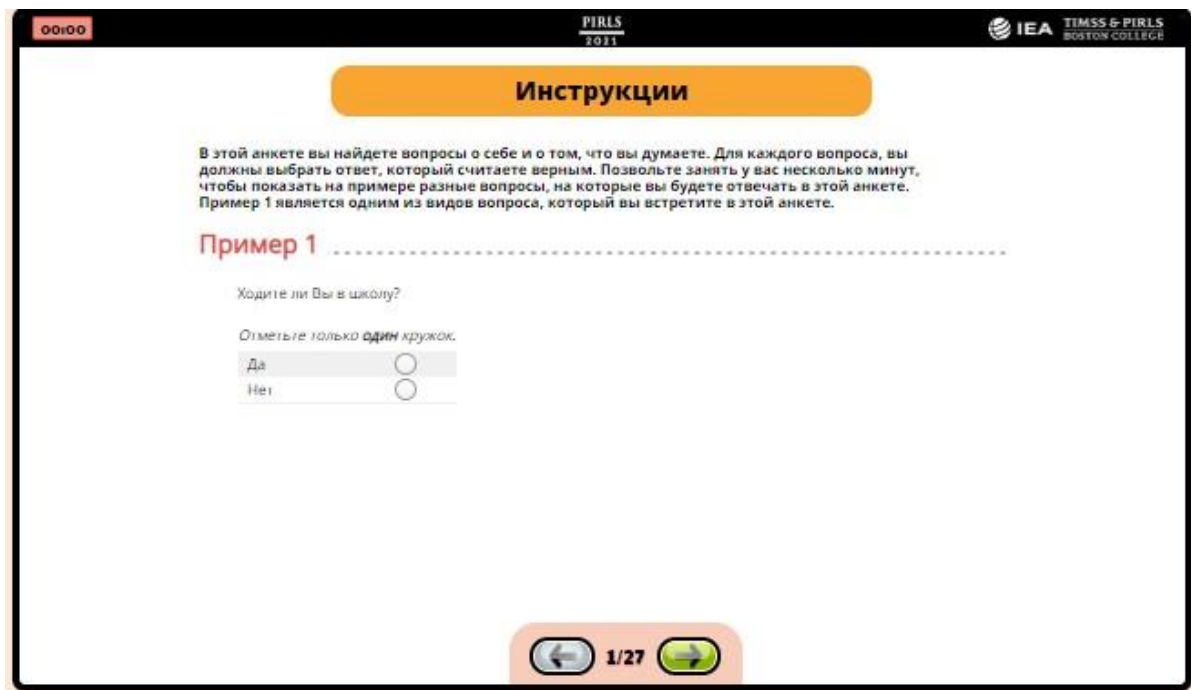 00:00
PIRLS
2021
IEA
TIMSS & PIRLS
BOSTON COLLEGE
Инструкции
В этой анкете вы найдете вопросы о себе и о том, что вы думаете. Для каждого вопроса, вы
должны выбрать ответ, который считаете верным. Позвольте занять у вас несколько минут,
чтобы показать на примере разные вопросы, на которые вы будете отвечать в этой анкете.
Пример 1 является одним из видов вопроса, который вы встретите в этой анкете.
Пример 1
Ходите ли Вы в школу?
Отметьте только один кружок.
Да
Нет
1/27